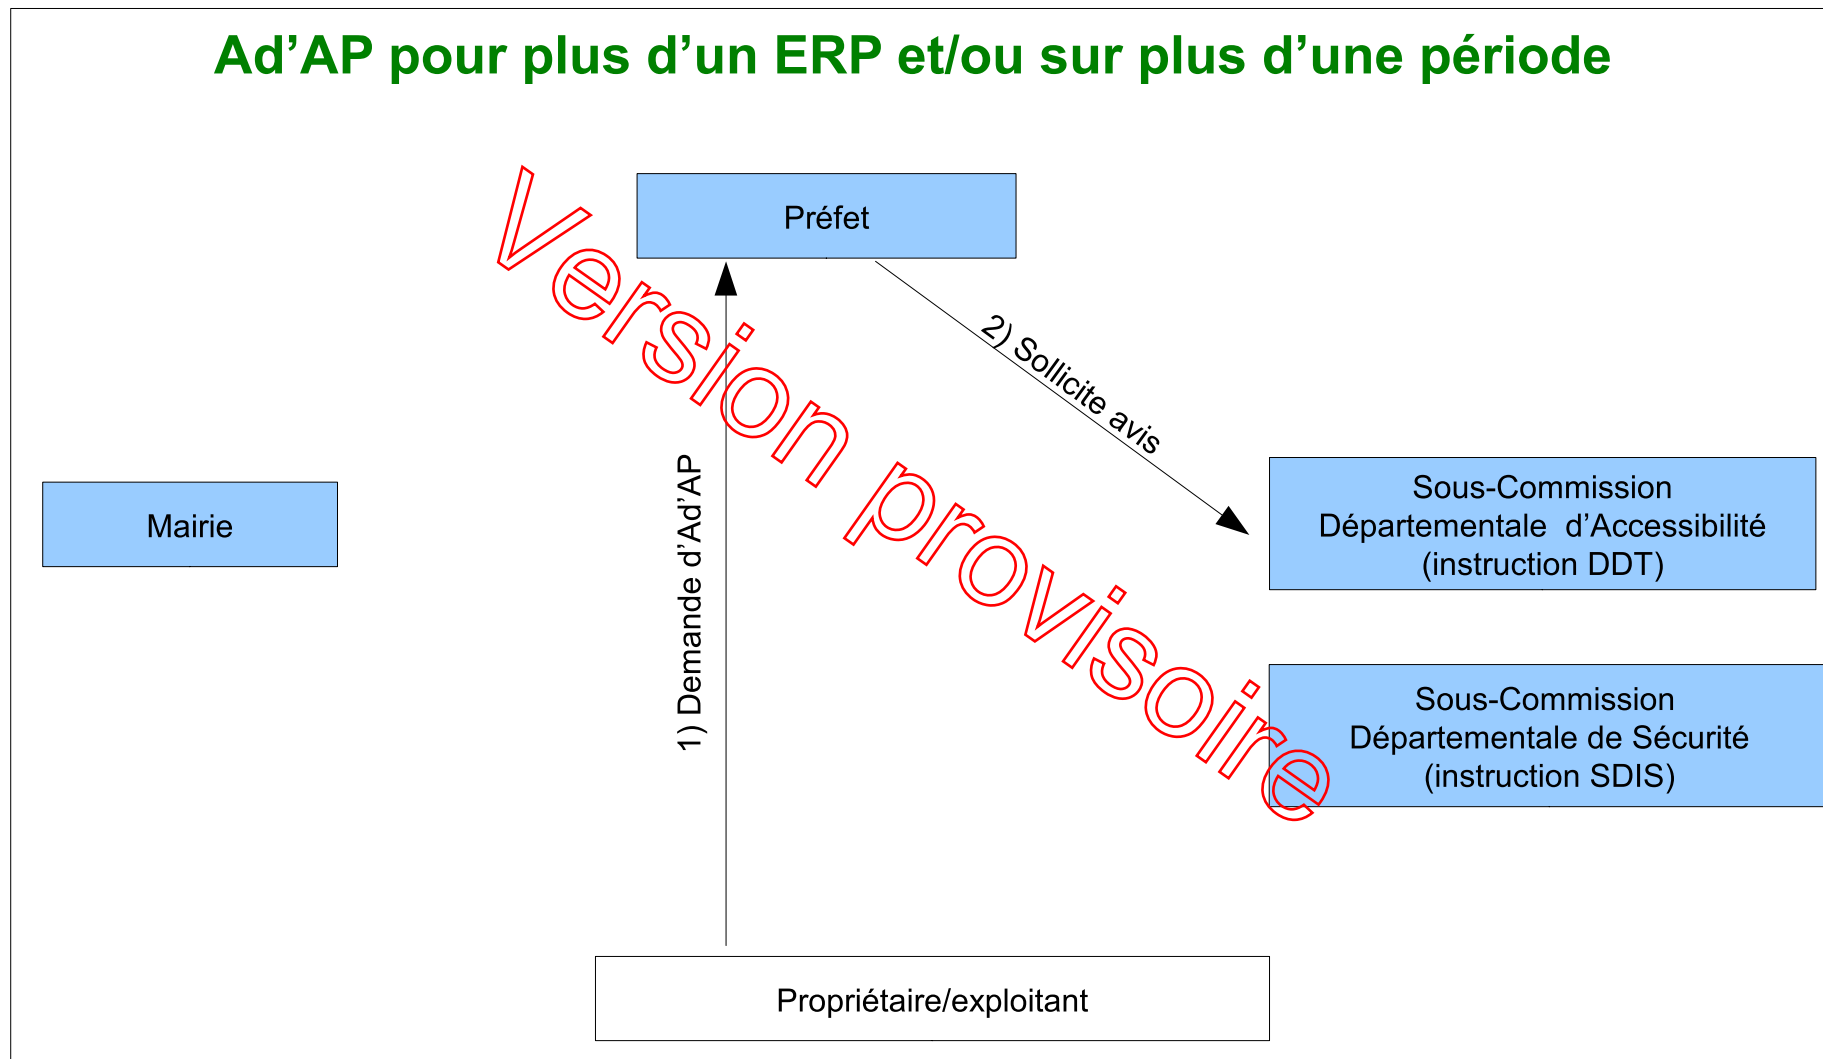 Ad’AP pour plus d’un ERP et/ou sur plus d’une période
Préfet
2) Sollicite avis
1) Demande d’Ad’AP
Version provisoire
Mairie
Sous-Commission
Départementale d’Accessibilité
(instruction DDT)
Sous-Commission
Départementale de Sécurité
(instruction SDIS)
Propriétaire/exploitant